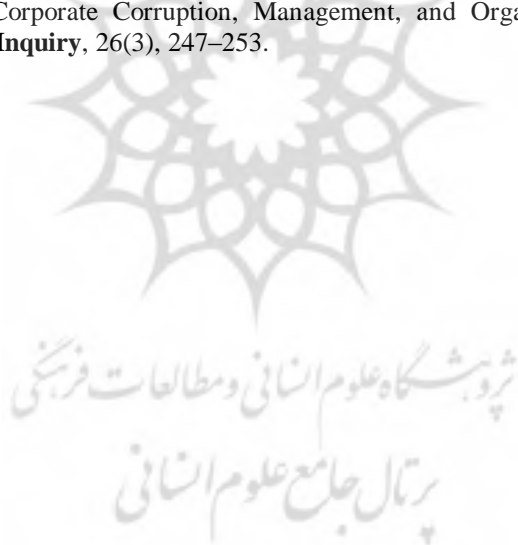 Corporate Corruption, Management, and Orga
Inquiry, 26(3), 247–253.
پژوهشگاه علوم انسانی و مطالعات فرهنگی
پرتال جامع علوم انسانی